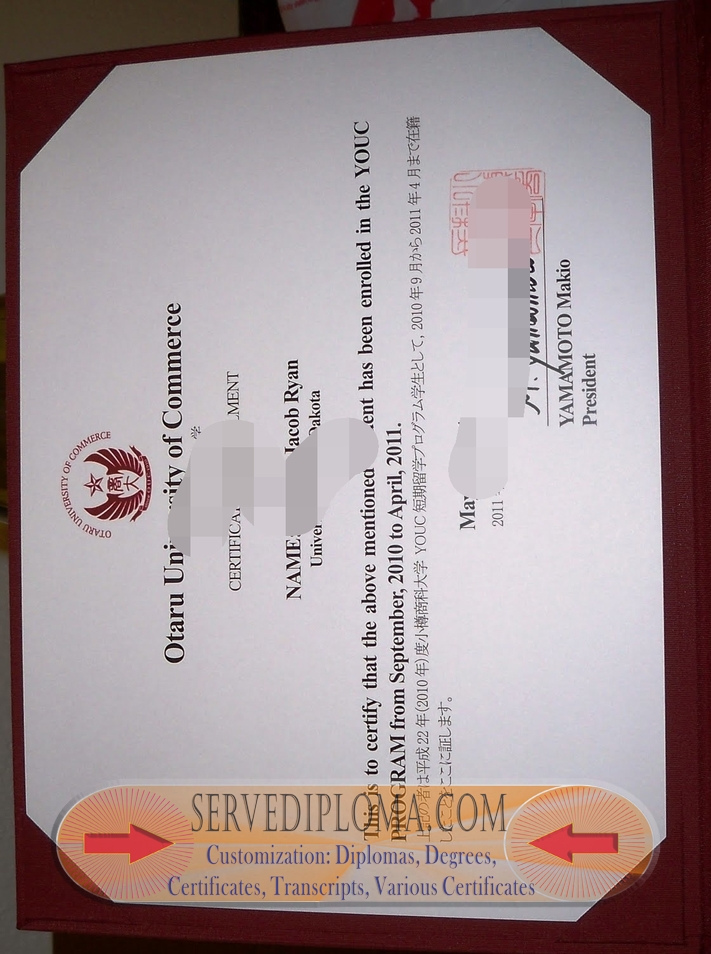 OTARU UNIVERSITY OF COMMERCE
商大
Otaru University of Commerce
学
NAME: Jacob Ryan
This is to certify that the above mentioned has been enrolled in the YOUC
PROGRAM from September, 2010 to April, 2011.
上記の者は平成22年(2010年)度小樽商科大学 YOUC 短期留学プログラム学生として, 2010年9月から2011年4月まで在籍
したことをここに証します。
May
2011
YAMAMOTO Makio
President
SERVEDIPLOMA.COM
Customization: Diplomas, Degrees,
Certificates, Transcripts, Various Certificates